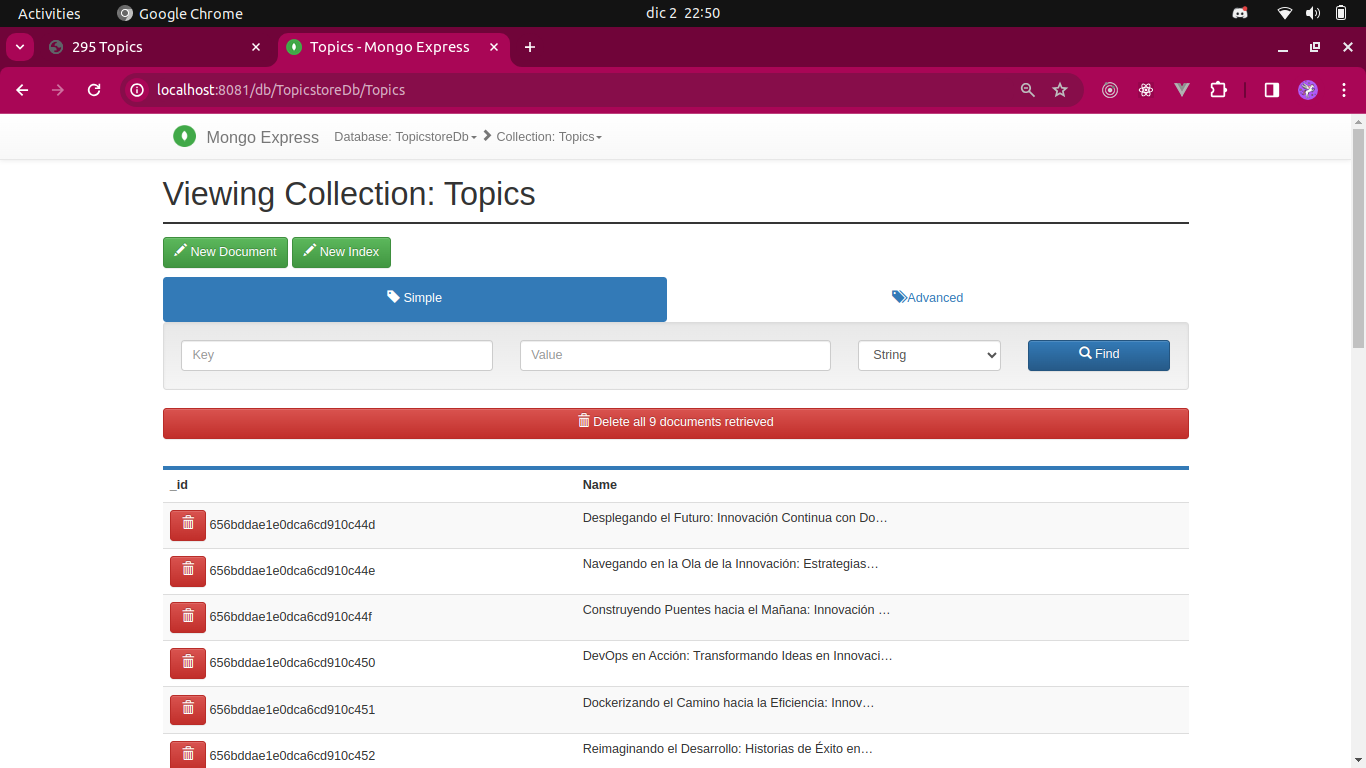 Activities Google Chrome dic 2 22:50
295 Topics Topics - Mongo Express
localhost:8081/db/TopicstoreDb/Topics
Mongo Express Database: TopicstoreDb Collection: Topics
Viewing Collection: Topics
New Document New Index
Simple Advanced
Key Value String Find
Delete all 9 documents retrieved
_id Name
656bddae1e0dca6cd910c44d Desplegando el Futuro: Innovación Continua con Do…
656bddae1e0dca6cd910c44e Navegando en la Ola de la Innovación: Estrategias…
656bddae1e0dca6cd910c44f Construyendo Puentes hacia el Mañana: Innovación …
656bddae1e0dca6cd910c450 DevOps en Acción: Transformando Ideas en Innovaci…
656bddae1e0dca6cd910c451 Dockerizando el Camino hacia la Eficiencia: Innov…
656bddae1e0dca6cd910c452 Reimaginando el Desarrollo: Historias de Éxito en…